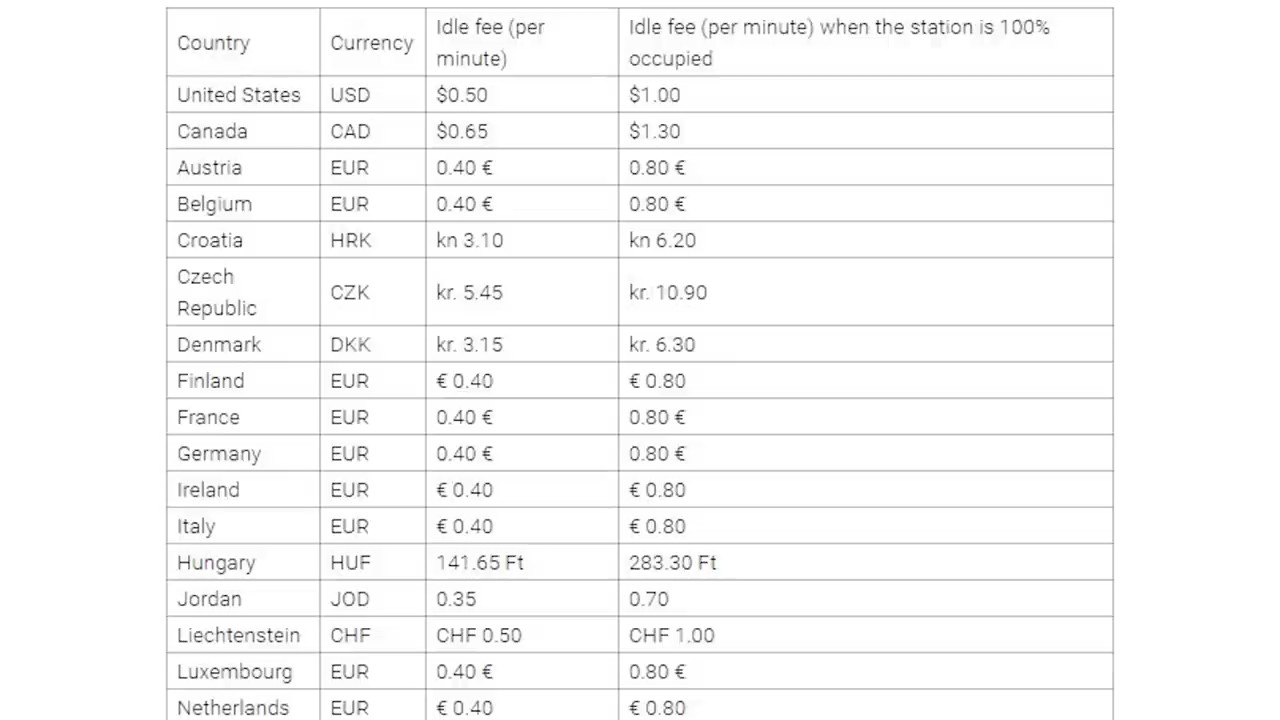 Country Currency Idle fee (per minute) Idle fee (per minute) when the station is 100% occupied
United States USD $0.50 $1.00
Canada CAD $0.65 $1.30
Austria EUR 0.40 € 0.80 €
Belgium EUR 0.40 € 0.80 €
Croatia HRK kn 3.10 kn 6.20
Czech Republic CZK kr. 5.45 kr. 10.90
Denmark DKK kr. 3.15 kr. 6.30
Finland EUR € 0.40 € 0.80
France EUR 0.40 € 0.80 €
Germany EUR 0.40 € 0.80 €
Ireland EUR € 0.40 € 0.80
Italy EUR € 0.40 € 0.80
Hungary HUF 141.65 Ft 283.30 Ft
Jordan JOD 0.35 0.70
Liechtenstein CHF CHF 0.50 CHF 1.00
Luxembourg EUR 0.40 € 0.80 €
Netherlands EUR € 0.40 € 0.80